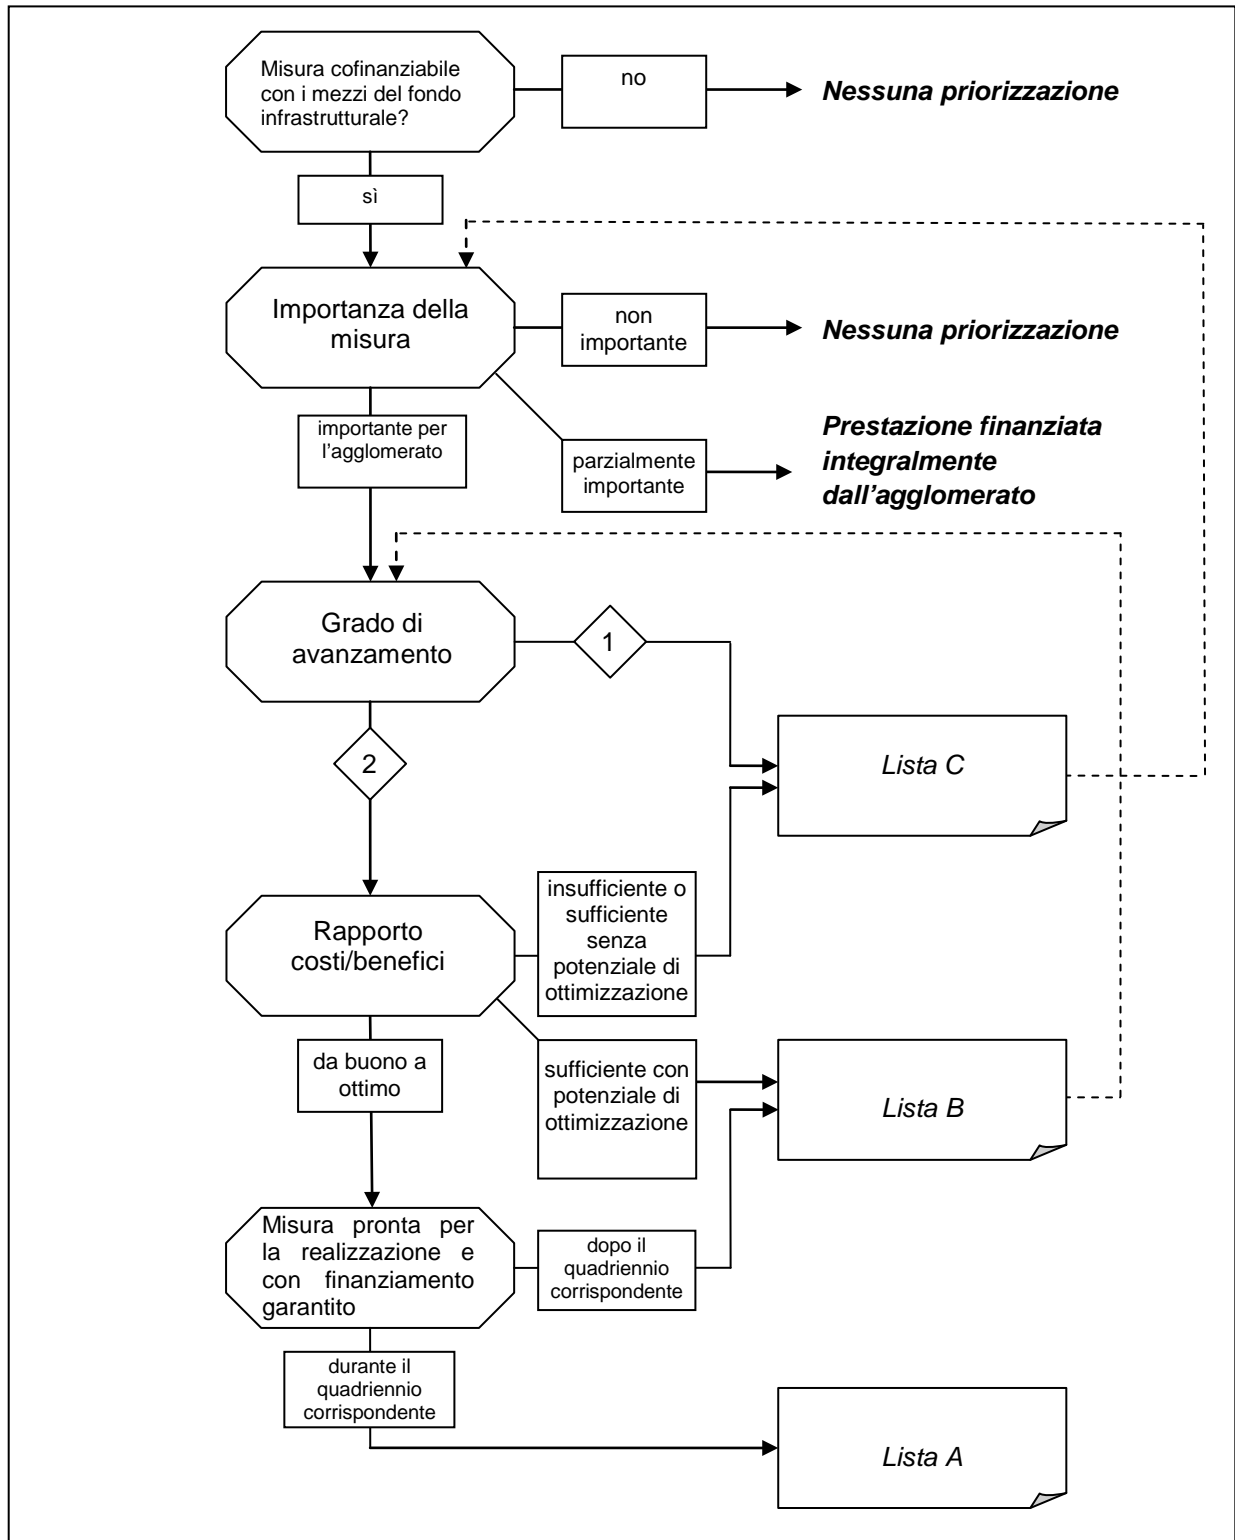 Misura cofinanziabile
con i mezzi del fondo
infrastrutturale?
no
Nessuna priorizzazione
sì
Importanza della
misura
non
importante
Nessuna priorizzazione
importante per
l'agglomerato
parzialmente
importante
Prestazione finanziata
integralmente
dall'agglomerato
Grado di
avanzamento
1
2
Lista C
Rapporto
costi/benefici
insufficiente o
sufficiente
senza
potenziale di
ottimizzazione
da buono a
ottimo
sufficiente con
potenziale di
ottimizzazione
Lista B
Misura pronta per
la realizzazione e
con finanziamento
garantito
dopo il
quadriennio
corrispondente
durante il
quadriennio
corrispondente
Lista A